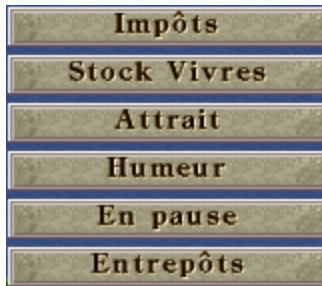 Impôts
Stock Vivres
Attrait
Humeur
En pause
Entrepôts